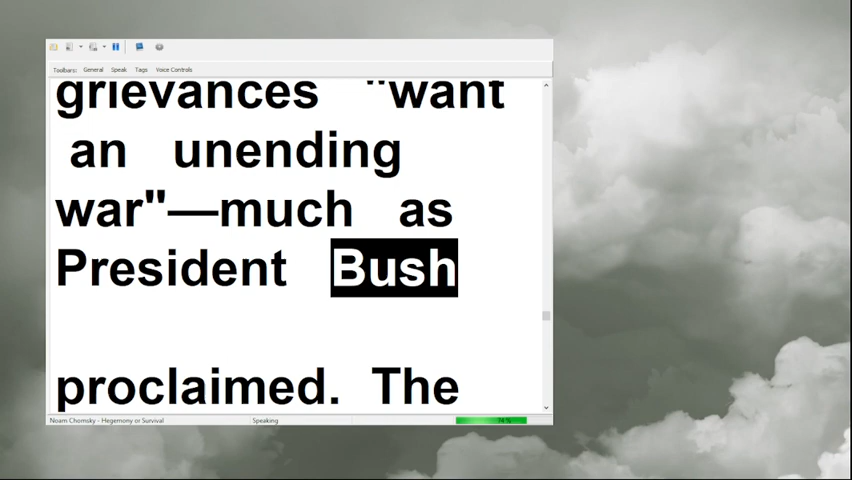 Toolbars: General Speak Tags Voice Controls
grievances "want
an unending
war"—much as
President Bush
proclaimed. The
Noam Chomsky - Hegemony or Survival Speaking 74 %